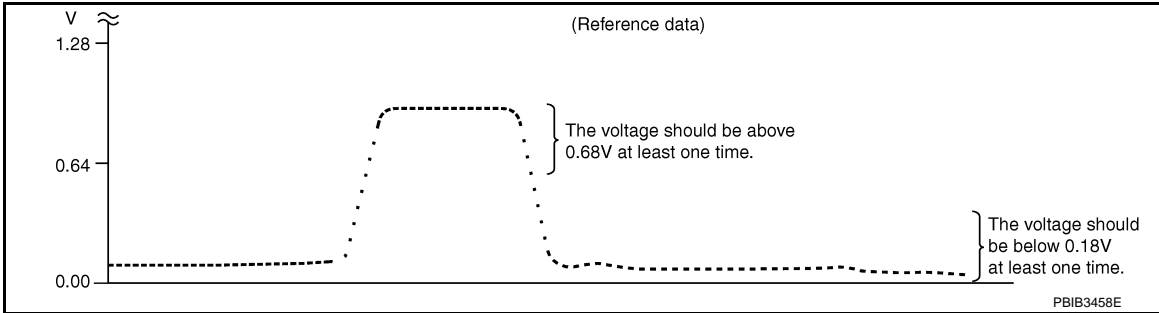 V
(Reference data)
1.28
The voltage should be above
0.68V at least one time.
0.64
The voltage should
be below 0.18V
at least one time.
0.00
PBIB3458E